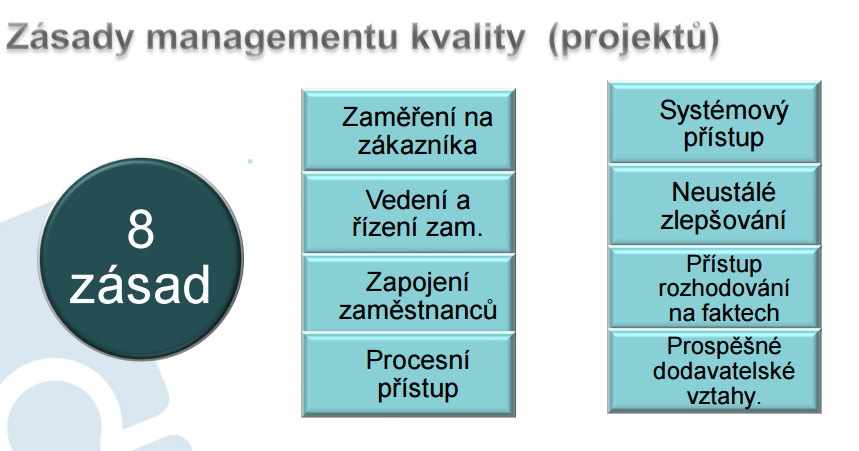 Zásady managementu kvality (projektů)
8
zásad
Zaměření na
zákazníka
Vedení a
řízení zam.
Zapojení
zaměstnanců
Procesní
přístup
Systémový
přístup
Neustálé
zlepšování
Přístup
rozhodování
na faktech
Prospěšné
dodavatelské
vztahy.